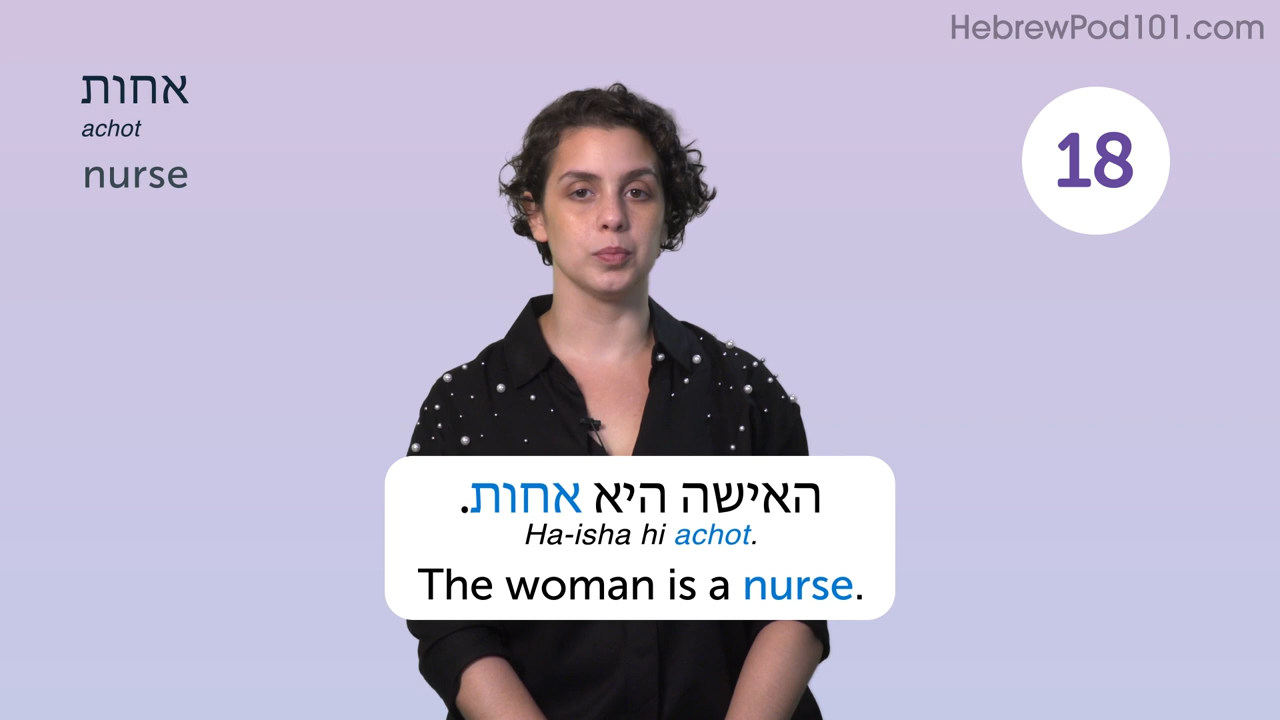 HebrewPod101.com
אחות
achot
nurse
18
האישה היא אחות.
Ha-isha hi achot.
The woman is a nurse.